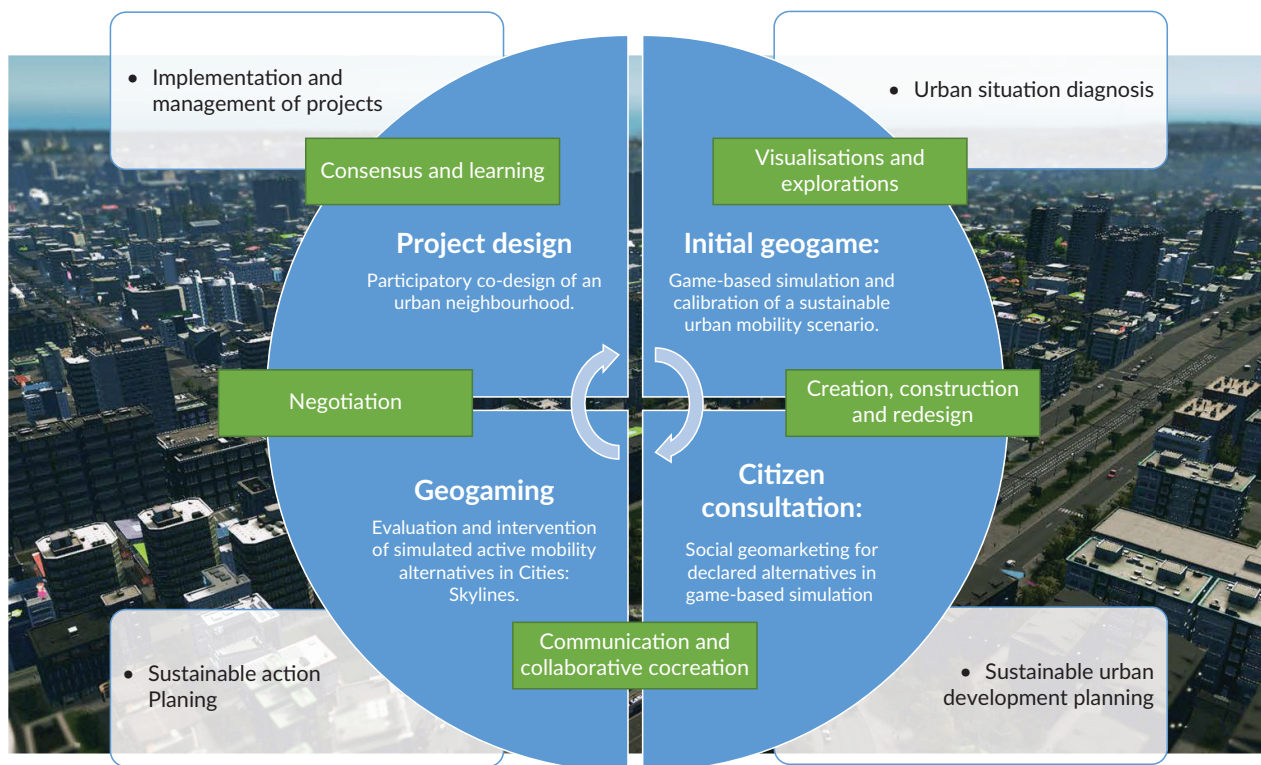 • Implementation and
management of projects
• Urban situation diagnosis
Consensus and learning
Visualisations and
explorations
Project design
Participatory co-design of an
urban neighbourhood.
Initial geogame:
Game-based simulation and
calibration of a sustainable
urban mobility scenario.
Negotiation
Creation, construction
and redesign
Geogaming
Evaluation and intervention
of simulated active mobility
alternatives in Cities:
Skylines.
Citizen
consultation:
Social geomarketing for
declared alternatives in
game-based simulation
Communication and
collaborative cocreation
• Sustainable action
Planing
• Sustainable urban
development planning